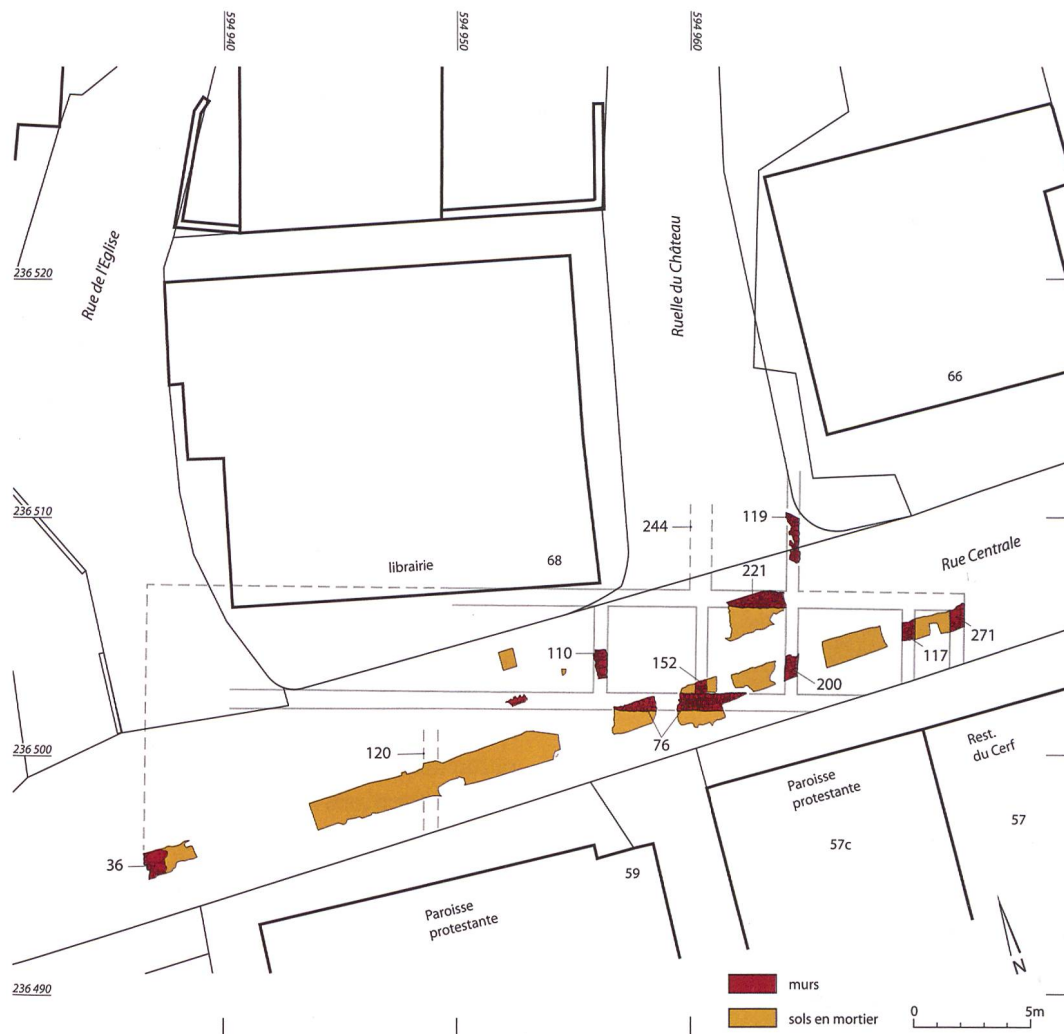 594 940
594 950
594 960
236 520
Rue de l'Eglise
Ruelle du Château
66
236 510
244
119
librairie
68
221
Rue Centrale
110
152
271
117
200
76
236 500
120
Rest.
du Cerf
Paroisse
protestante
57
57c
36
59
Paroisse
protestante
N
236 490
murs
sols en mortier
0
5m